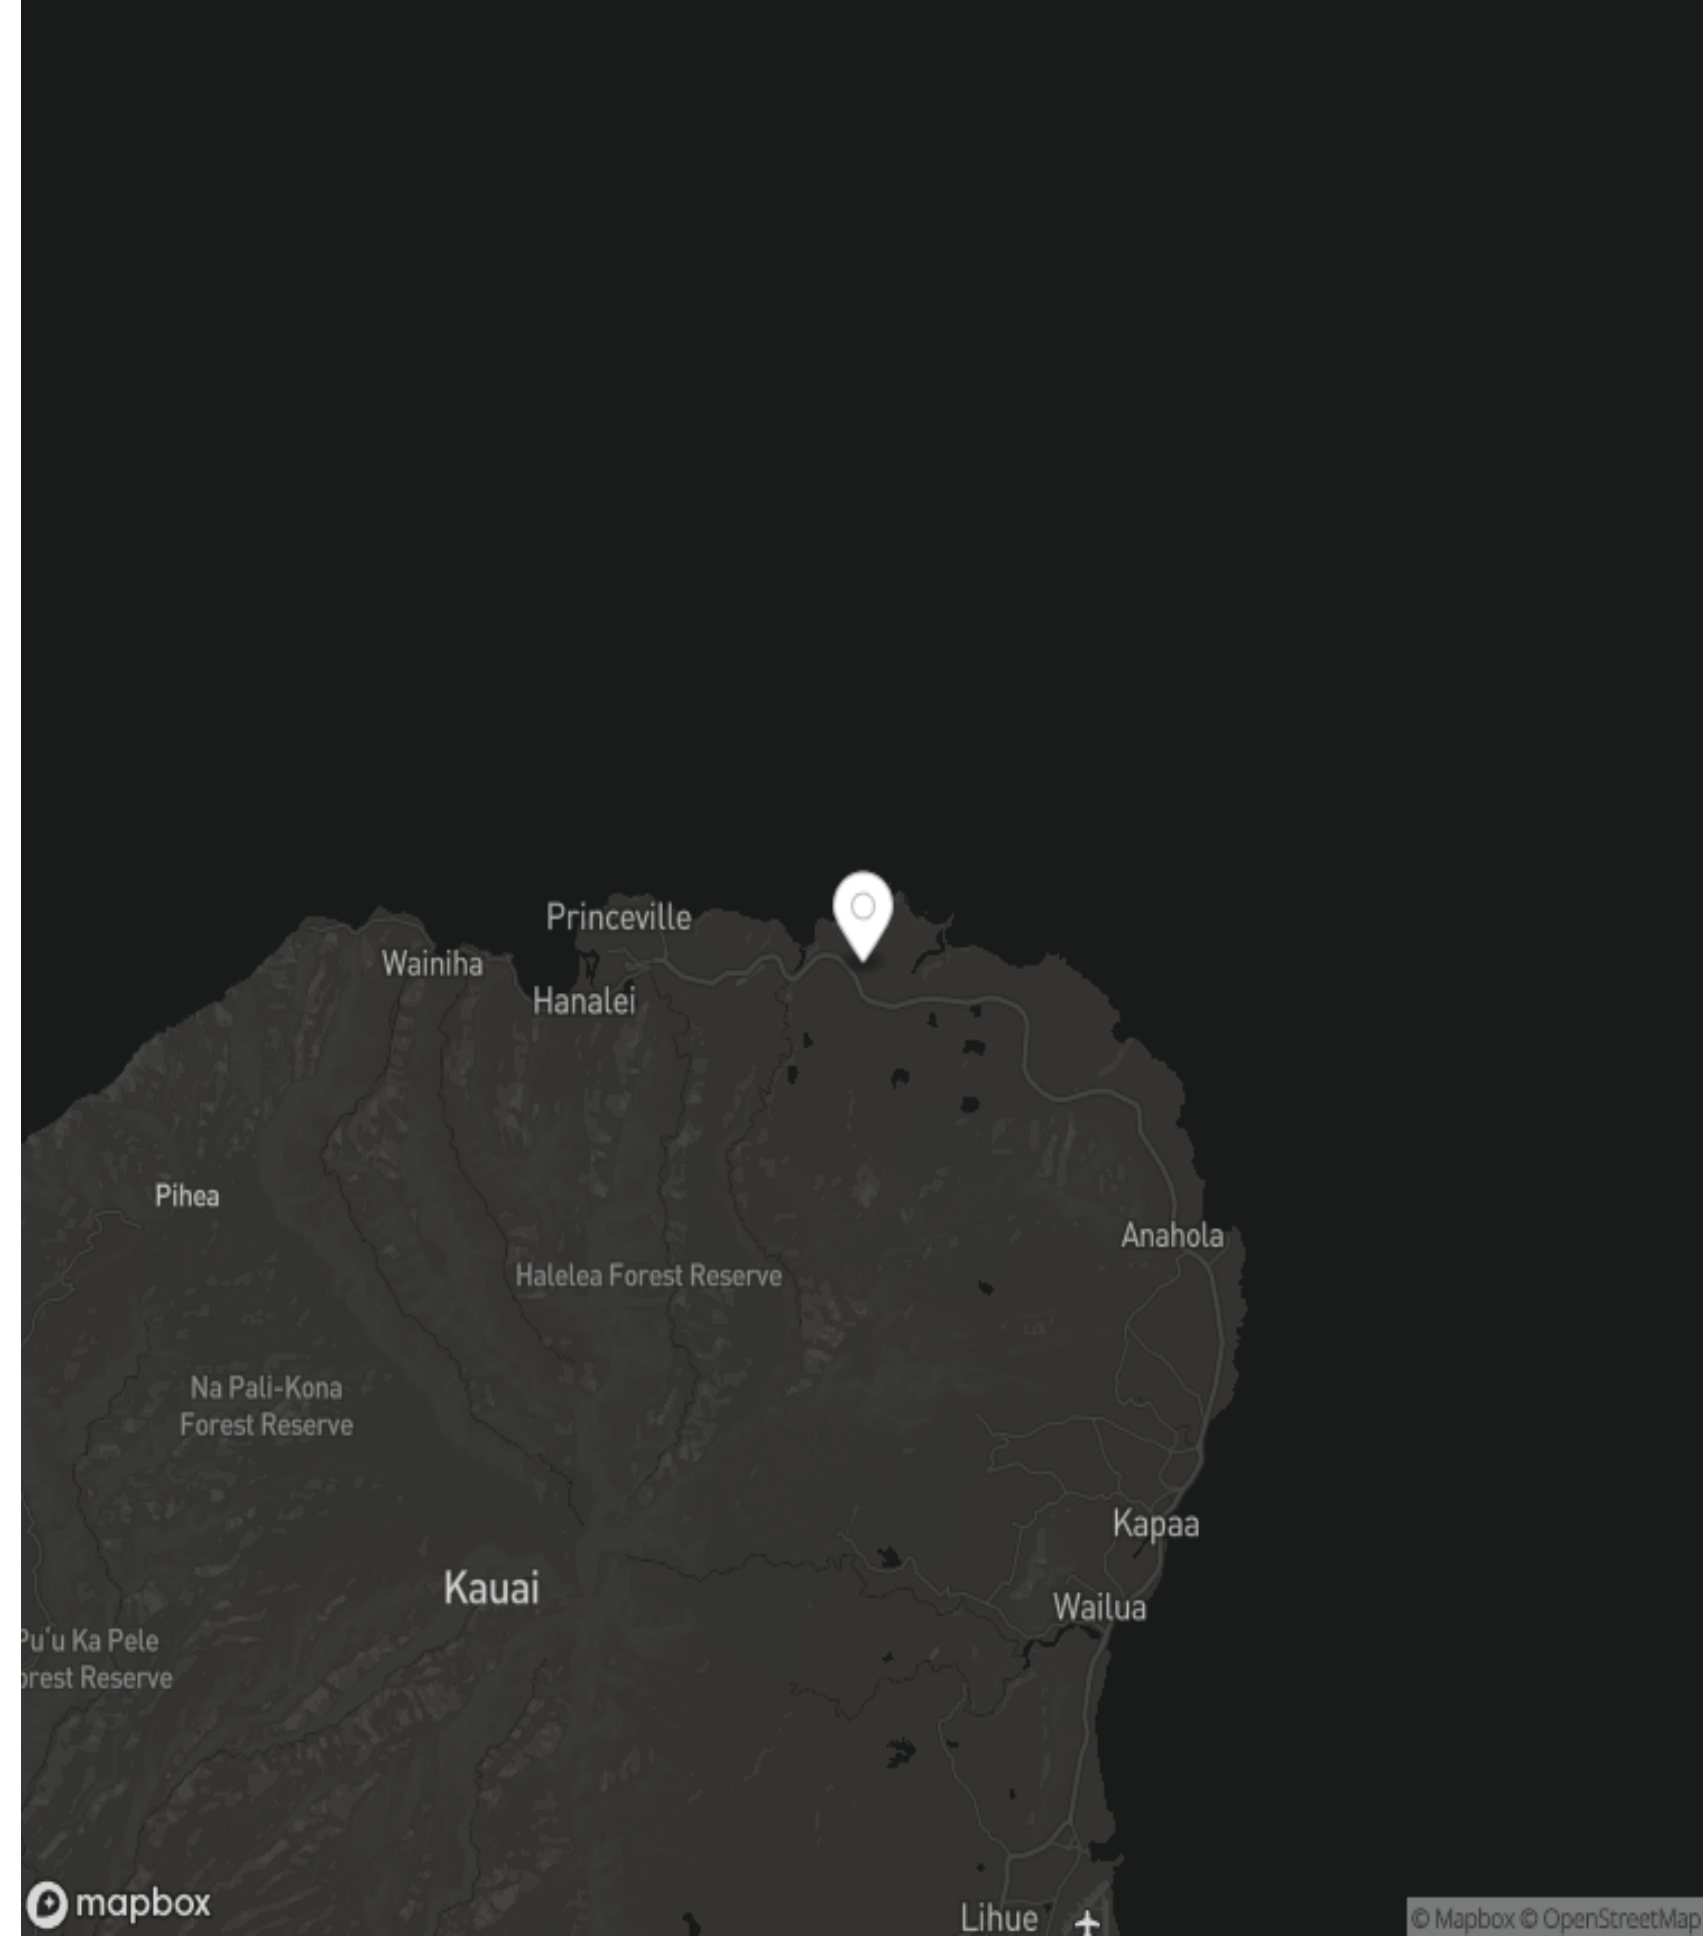 Princeville
Wainiha
Hanalei
Pihea
Anahola
Halelea Forest Reserve
Na Pali-Kona
Forest Reserve
Kapaa
Kauai
Wailua
Pu'u Ka Pele
orest Reserve
mapbox
Lihue
© Mapbox © OpenStreetMap